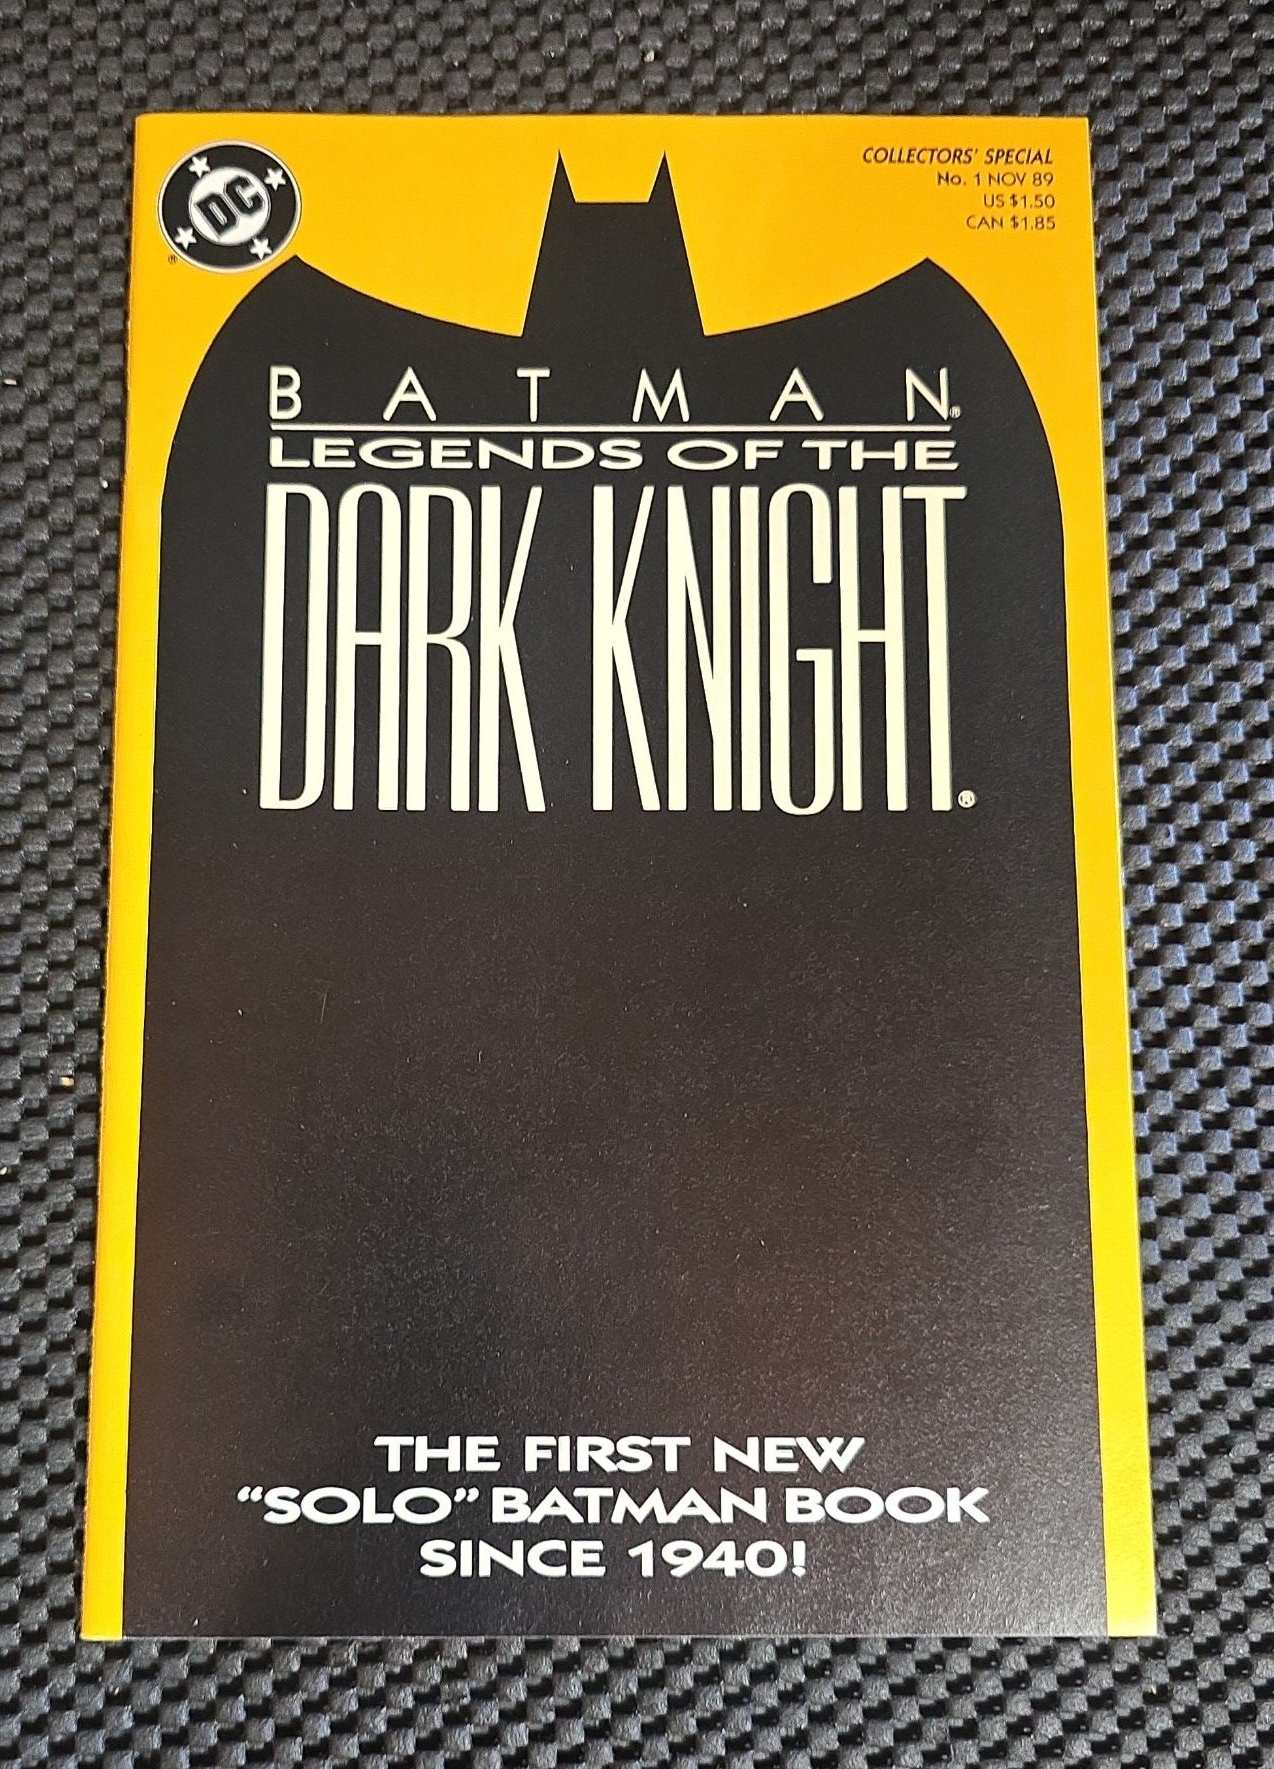 DC
®
COLLECTORS' SPECIAL
No. 1 NOV 89
US $1.50
CAN $1.85
BATMAN®
LEGENDS OF THE
DARK KNIGHT®
THE FIRST NEW
“SOLO” BATMAN BOOK
SINCE 1940!